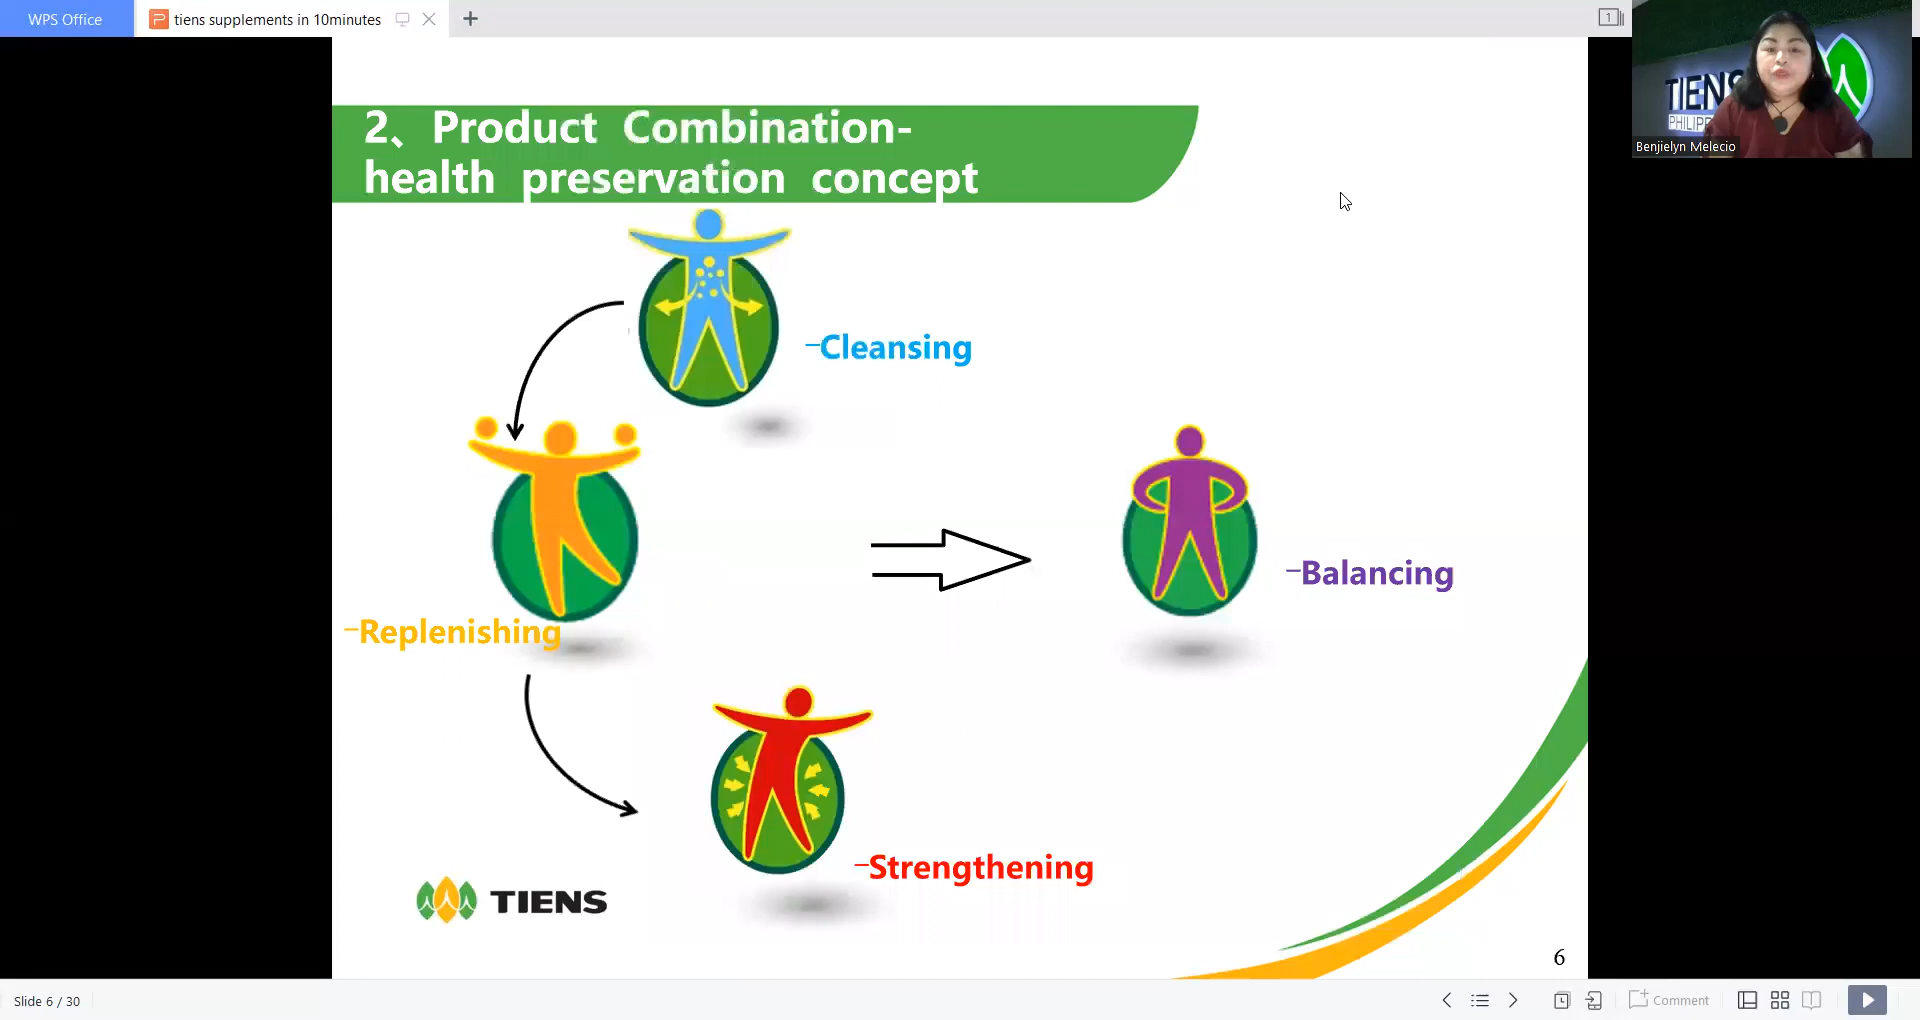 WPS Office
tiens supplements in 10minutes
1
TIENS
PHILIPP
Benjielyn Melecio
2、Product Combination-
health preservation concept
-Cleansing
-Replenishing
-Balancing
-Strengthening
TIENS
6
Slide 6 / 30
Comment